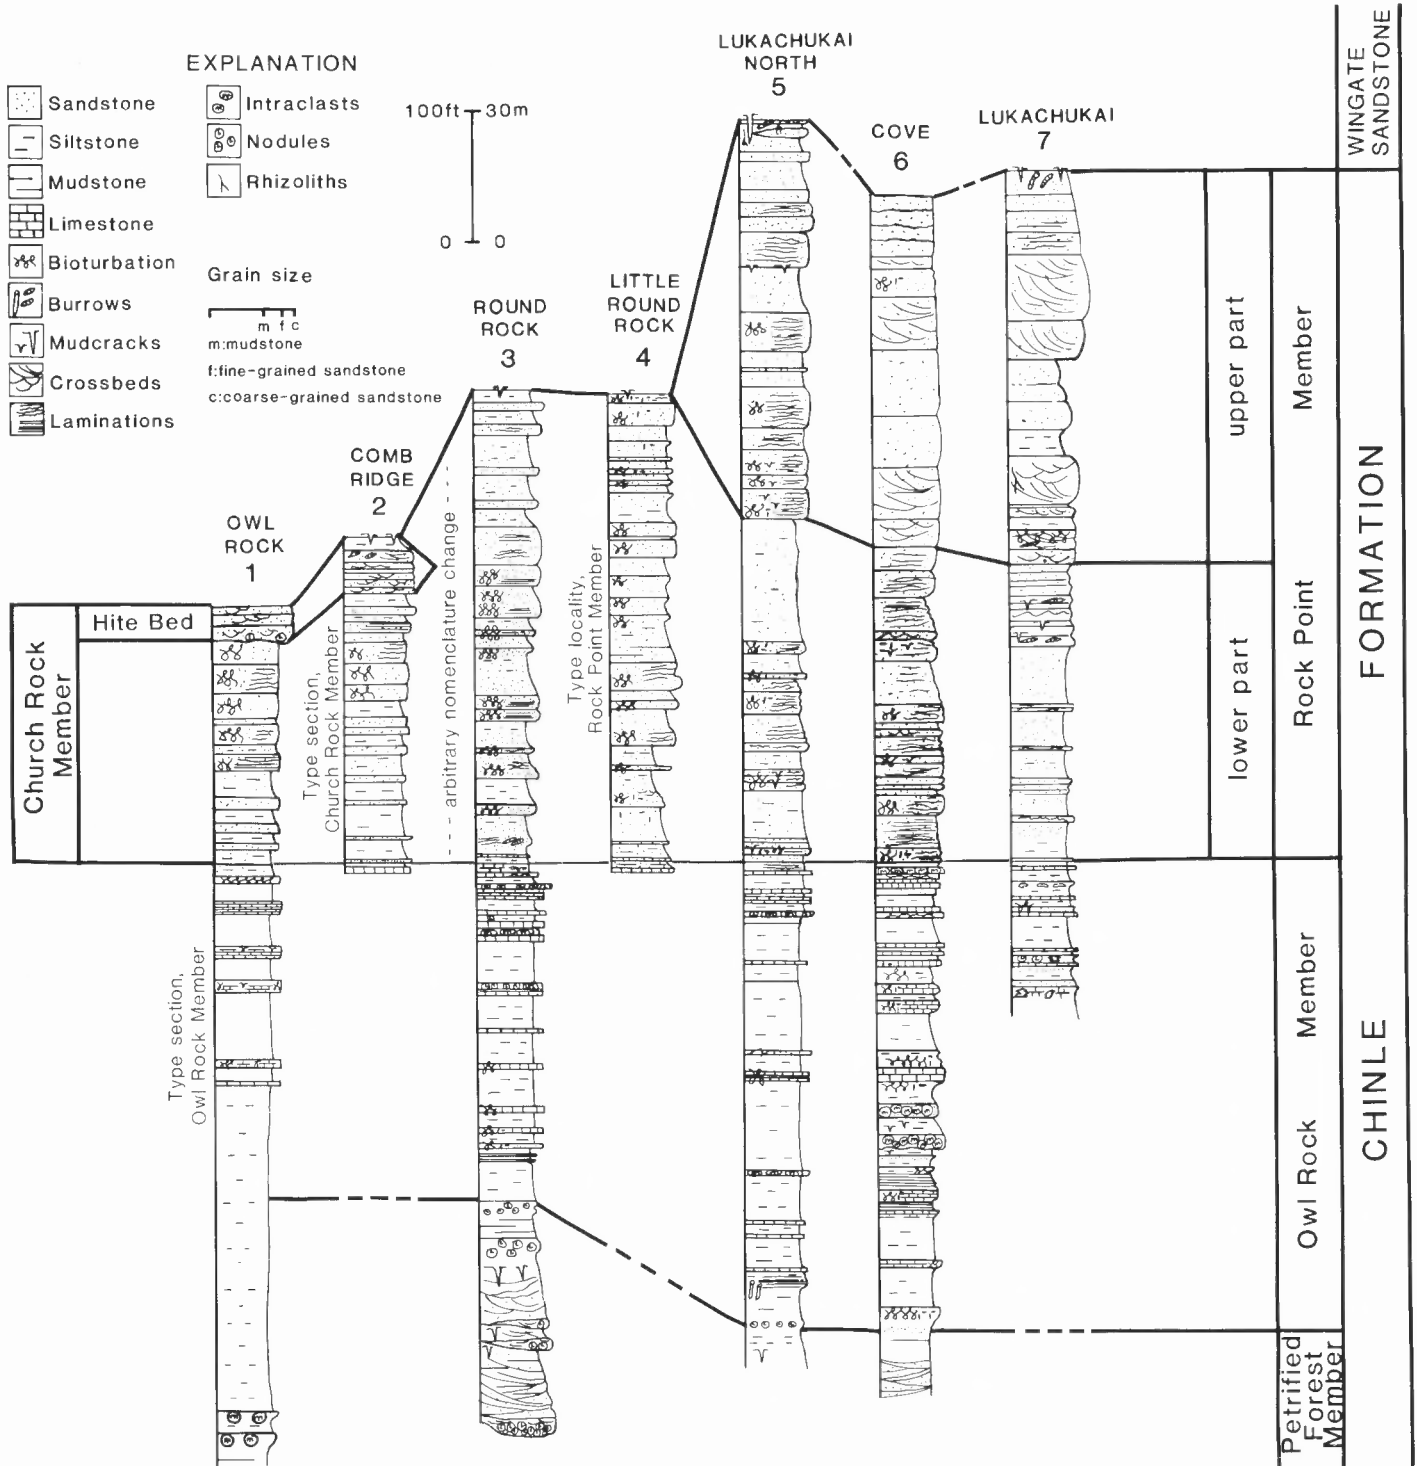 EXPLANATION
Sandstone
Siltstone
Mudstone
Limestone
Bioturbation
Burrows
Mudcracks
Crossbeds
Laminations
Intraclasts
Nodules
Rhizoliths
Grain size
m f c
m:mudstone
f:fine-grained sandstone
c:coarse-grained sandstone
100ft 30m
0 0
OWL
ROCK
1
COMB
RIDGE
2
ROUND
ROCK
3
LITTLE
ROUND
ROCK
4
LUKACHUKAI
NORTH
5
COVE
6
LUKACHUKAI
7
Church Rock
Member
Hite Bed
Type section,
Owl Rock Member
Type section,
Church Rock Member
arbitrary nomenclature change
Type locality,
Rock Point Member
upper part
lower part
Rock Point Member
Owl Rock Member
Petrified
Forest
Member
WINGATE
SANDSTONE
CHINLE FORMATION